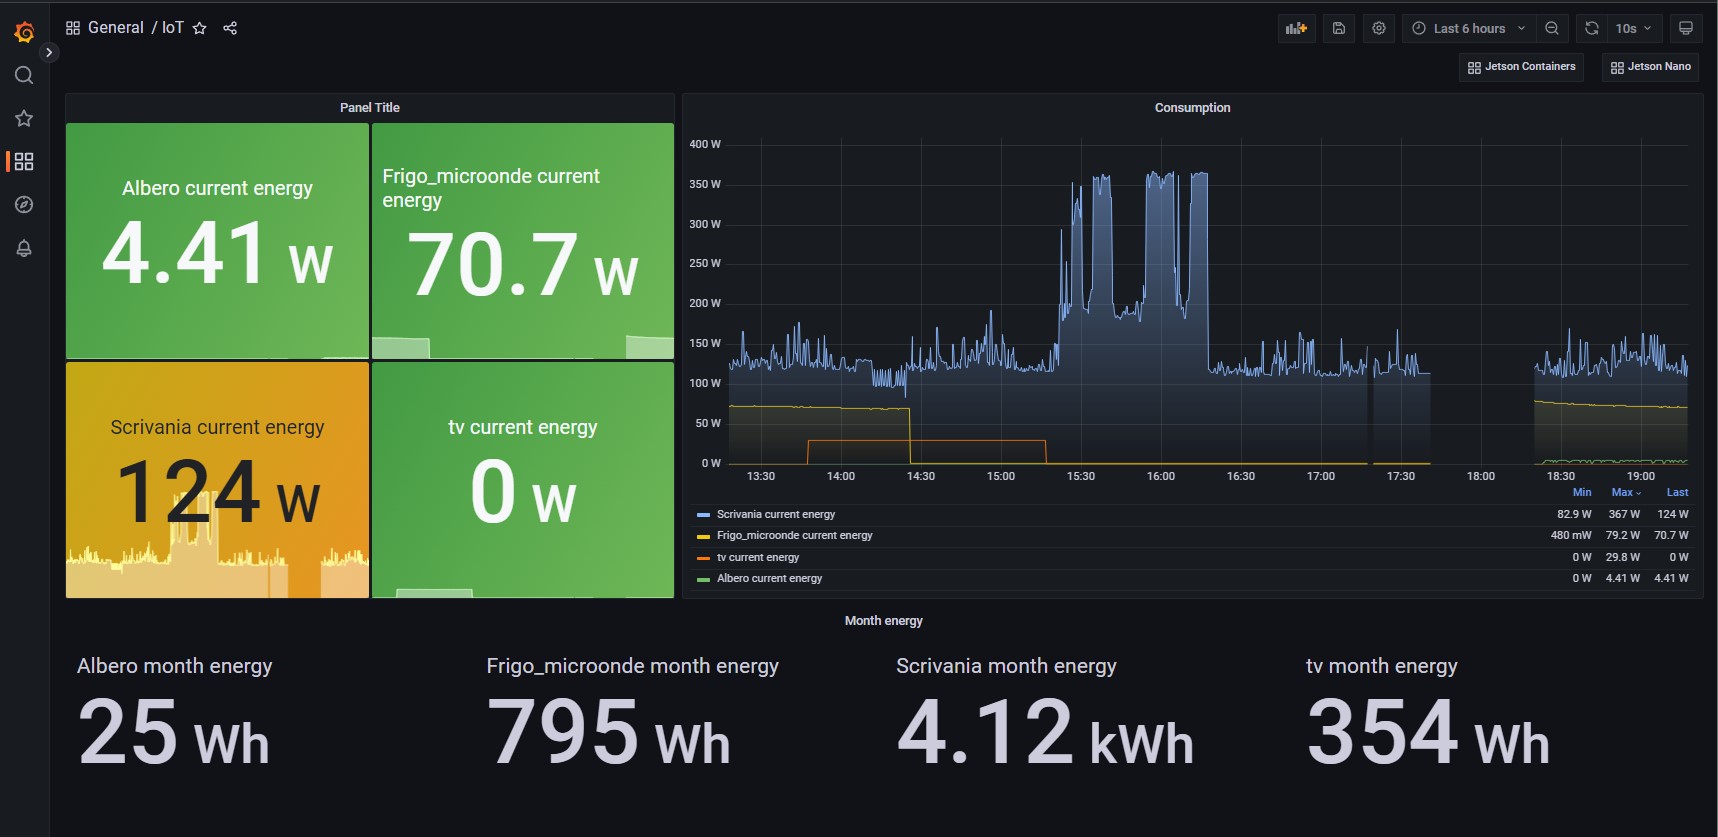 General / IoT
Last 6 hours
10s
Jetson Containers
Jetson Nano
Panel Title
Albero current energy
4.41 W
Frigo_microonde current
energy
70.7 W
Scrivania current energy
124 W
tv current energy
0 W
Consumption
400 W
350 W
300 W
250 W
200 W
150 W
100 W
50 W
0 W
13:30 14:00 14:30 15:00 15:30 16:00 16:30 17:00 17:30 18:00 18:30 19:00
Min Max Last
Scrivania current energy 82.9 W 367 W 124 W
Frigo_microonde current energy 480 mW 79.2 W 70.7 W
tv current energy 0 W 29.8 W 0 W
Albero current energy 0 W 4.41 W 4.41 W
Month energy
Albero month energy
25 Wh
Frigo_microonde month energy
795 Wh
Scrivania month energy
4.12 kWh
tv month energy
354 Wh